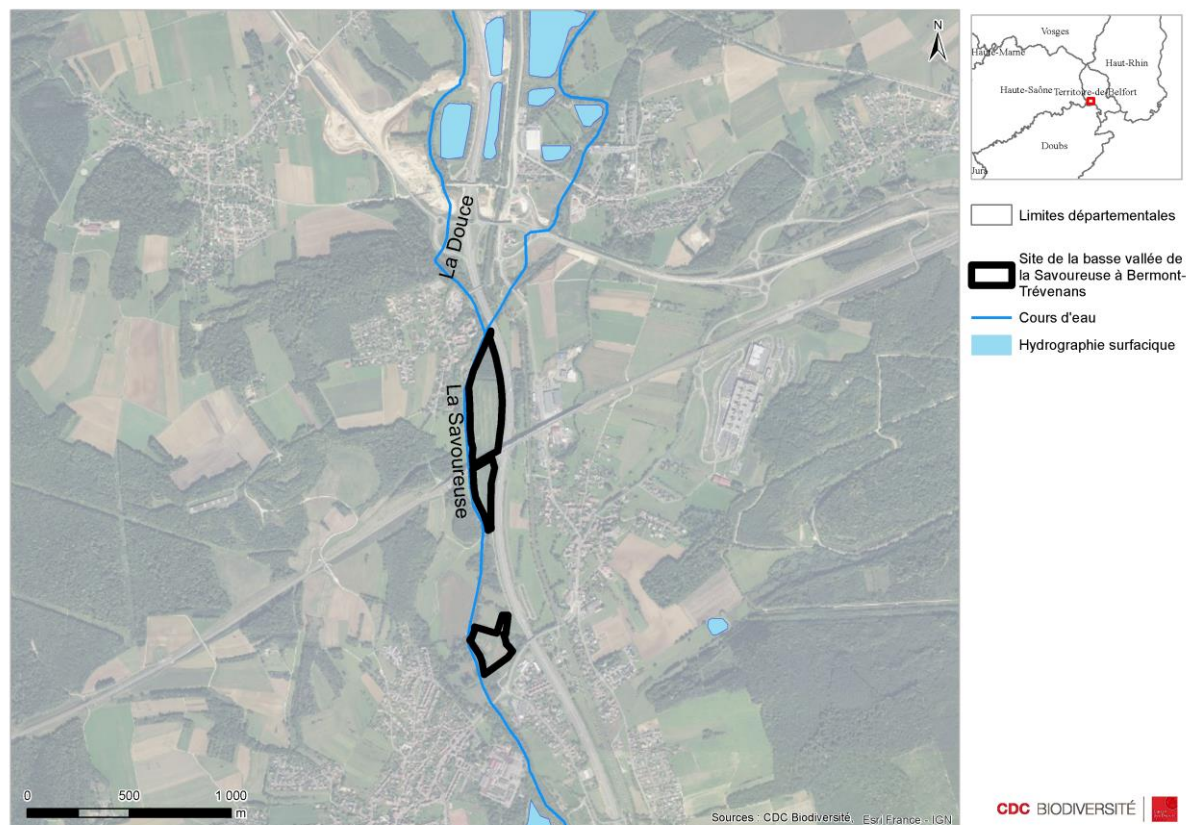 N
La Douce
La Savoureuse
0 500 1 000
m
Sources : CDC Biodiversité, Esri France - IGN
Vosges
Haute-Marne
Haut-Rhin
Haute-Saône
Territoire-de-Belfort
Doubs
Jura
Limites départementales
Site de la basse vallée de
la Savoureuse à Bermont-
Trévenans
Cours d'eau
Hydrographie surfacique
CDC BIODIVERSITÉ